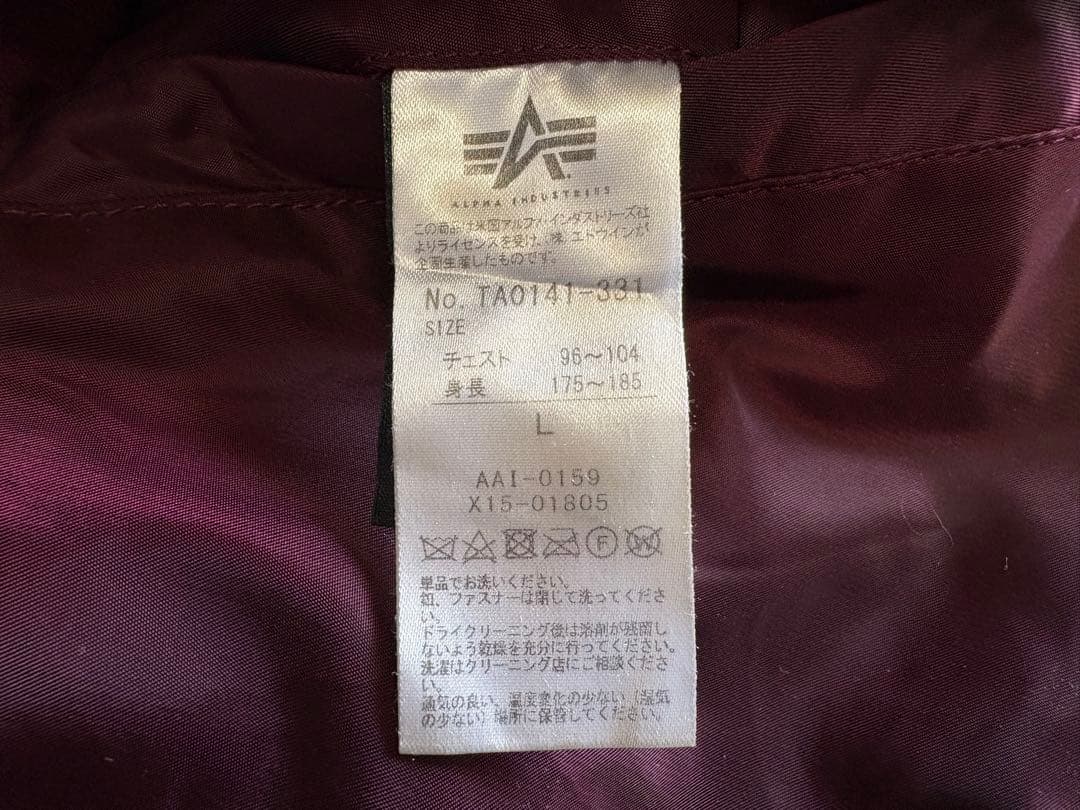 ALPHA INDUSTRIES
この商品は米国アルファ・インダストリーズ社
よりライセンスを受け、㈱エドウインが
企画生産したものです。
No. TA0141-331
SIZE
チェスト 96〜104
身長 175〜185
L
AAI-0159
X15-01805
F W
単品でお洗いください。
釦、ファスナーは閉じて洗ってくださ
い。
ドライクリーニング後は溶剤が残留し
ないよう乾燥を充分に行ってください。
洗濯はクリーニング店にご相談くださ
い。
通気の良い、温度変化の少ない(湿気
の少ない)場所に保管してください。